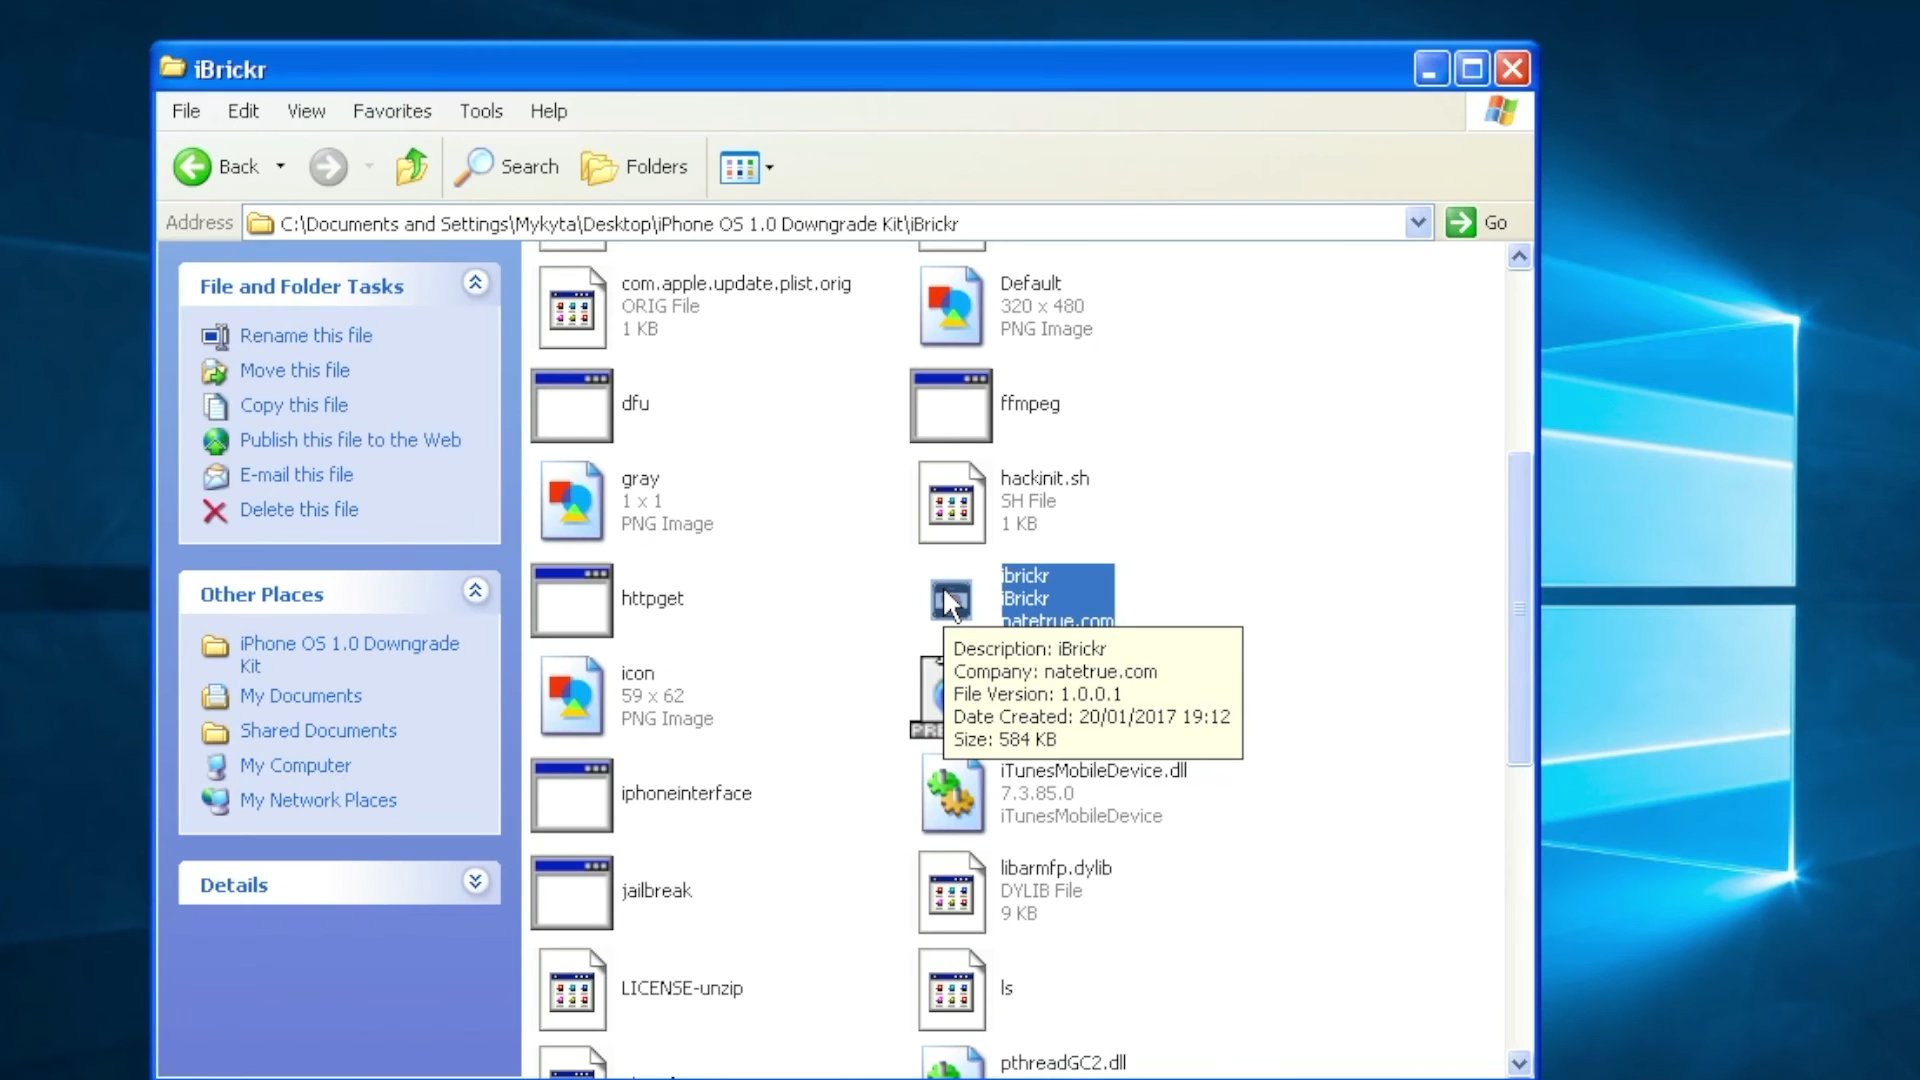 iBrickr
File Edit View Favorites Tools Help
Back Search Folders
Address C:\Documents and Settings\Mykyta\Desktop\iPhone OS 1.0 Downgrade Kit\iBrickr Go
File and Folder Tasks
Rename this file
Move this file
Copy this file
Publish this file to the Web
E-mail this file
Delete this file
Other Places
iPhone OS 1.0 Downgrade
Kit
My Documents
Shared Documents
My Computer
My Network Places
Details
com.apple.update.plist.orig
ORIG File
1 KB
Default
320 x 480
PNG Image
dfu
ffmpeg
gray
1 x 1
PNG Image
hackinit.sh
SH File
1 KB
httpget
ibrickr
iBrickr
natetrue.com
Description: iBrickr
Company: natetrue.com
File Version: 1.0.0.1
Date Created: 20/01/2017 19:12
Size: 584 KB
icon
59 x 62
PNG Image
iphoneinterface
iTunesMobileDevice.dll
7.3.85.0
iTunesMobileDevice
jailbreak
libarmfp.dylib
DYLIB File
9 KB
LICENSE-unzip
ls
pthreadGC2.dll